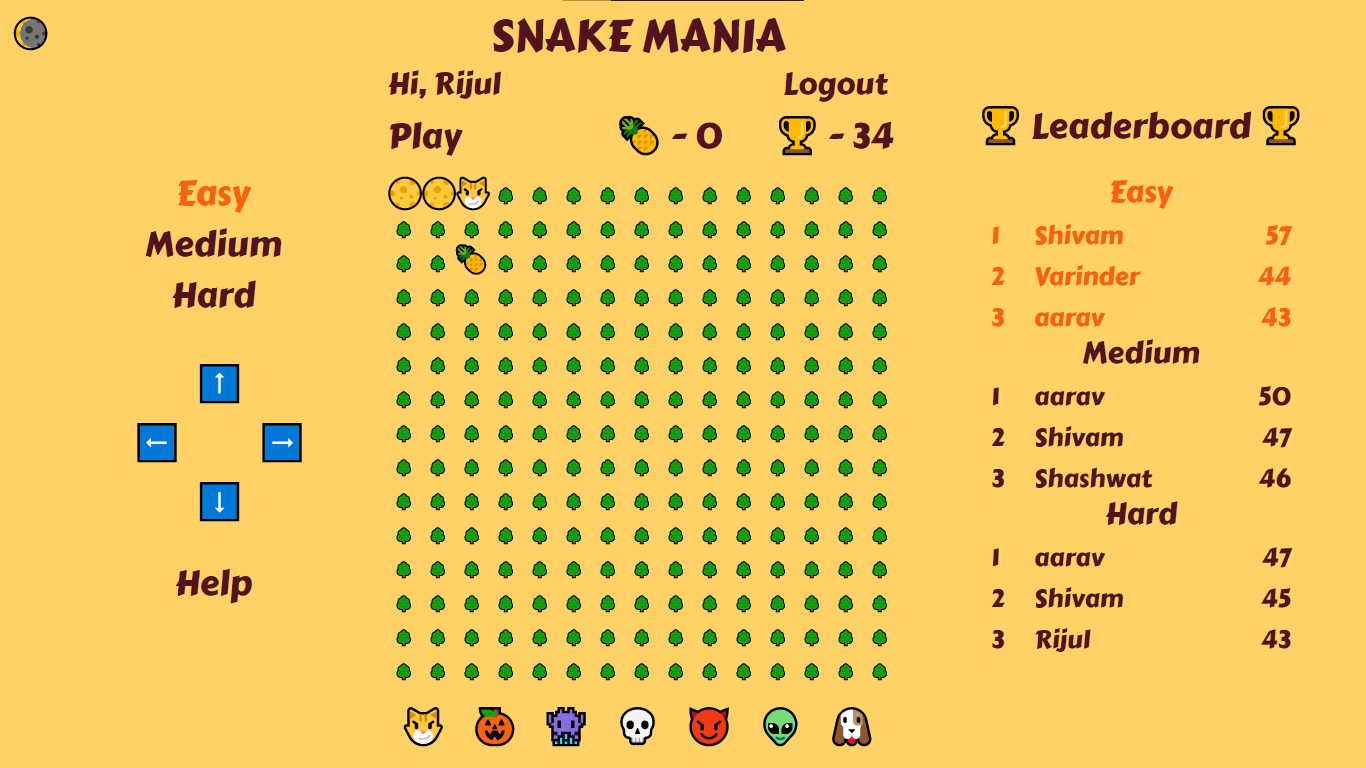 SNAKE MANIA
Hi, Rijul
Logout
Play
- 0
- 34
Easy
Medium
Hard
↑
← →
↓
Help
Leaderboard
Easy
1 Shivam 57
2 Varinder 44
3 aarav 43
Medium
1 aarav 50
2 Shivam 47
3 Shashwat 46
Hard
1 aarav 47
2 Shivam 45
3 Rijul 43